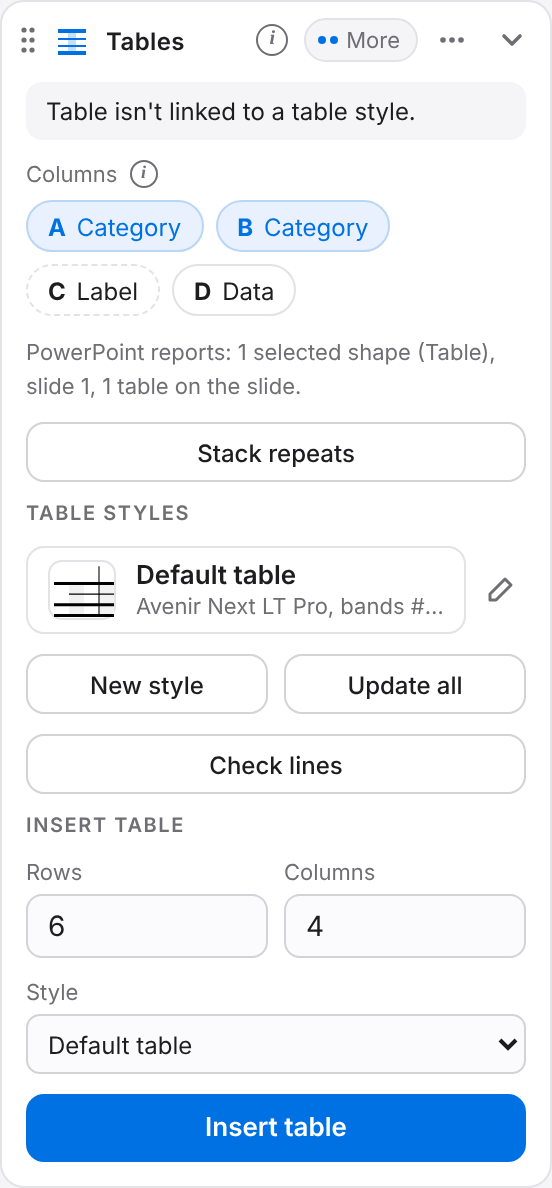 Tables
i
More
Table isn't linked to a table style.
Columns i
A Category
B Category
C Label
D Data
PowerPoint reports: 1 selected shape (Table),
slide 1, 1 table on the slide.
Stack repeats
TABLE STYLES
Default table
Avenir Next LT Pro, bands #...
New style
Update all
Check lines
INSERT TABLE
Rows
Columns
6
4
Style
Default table
Insert table